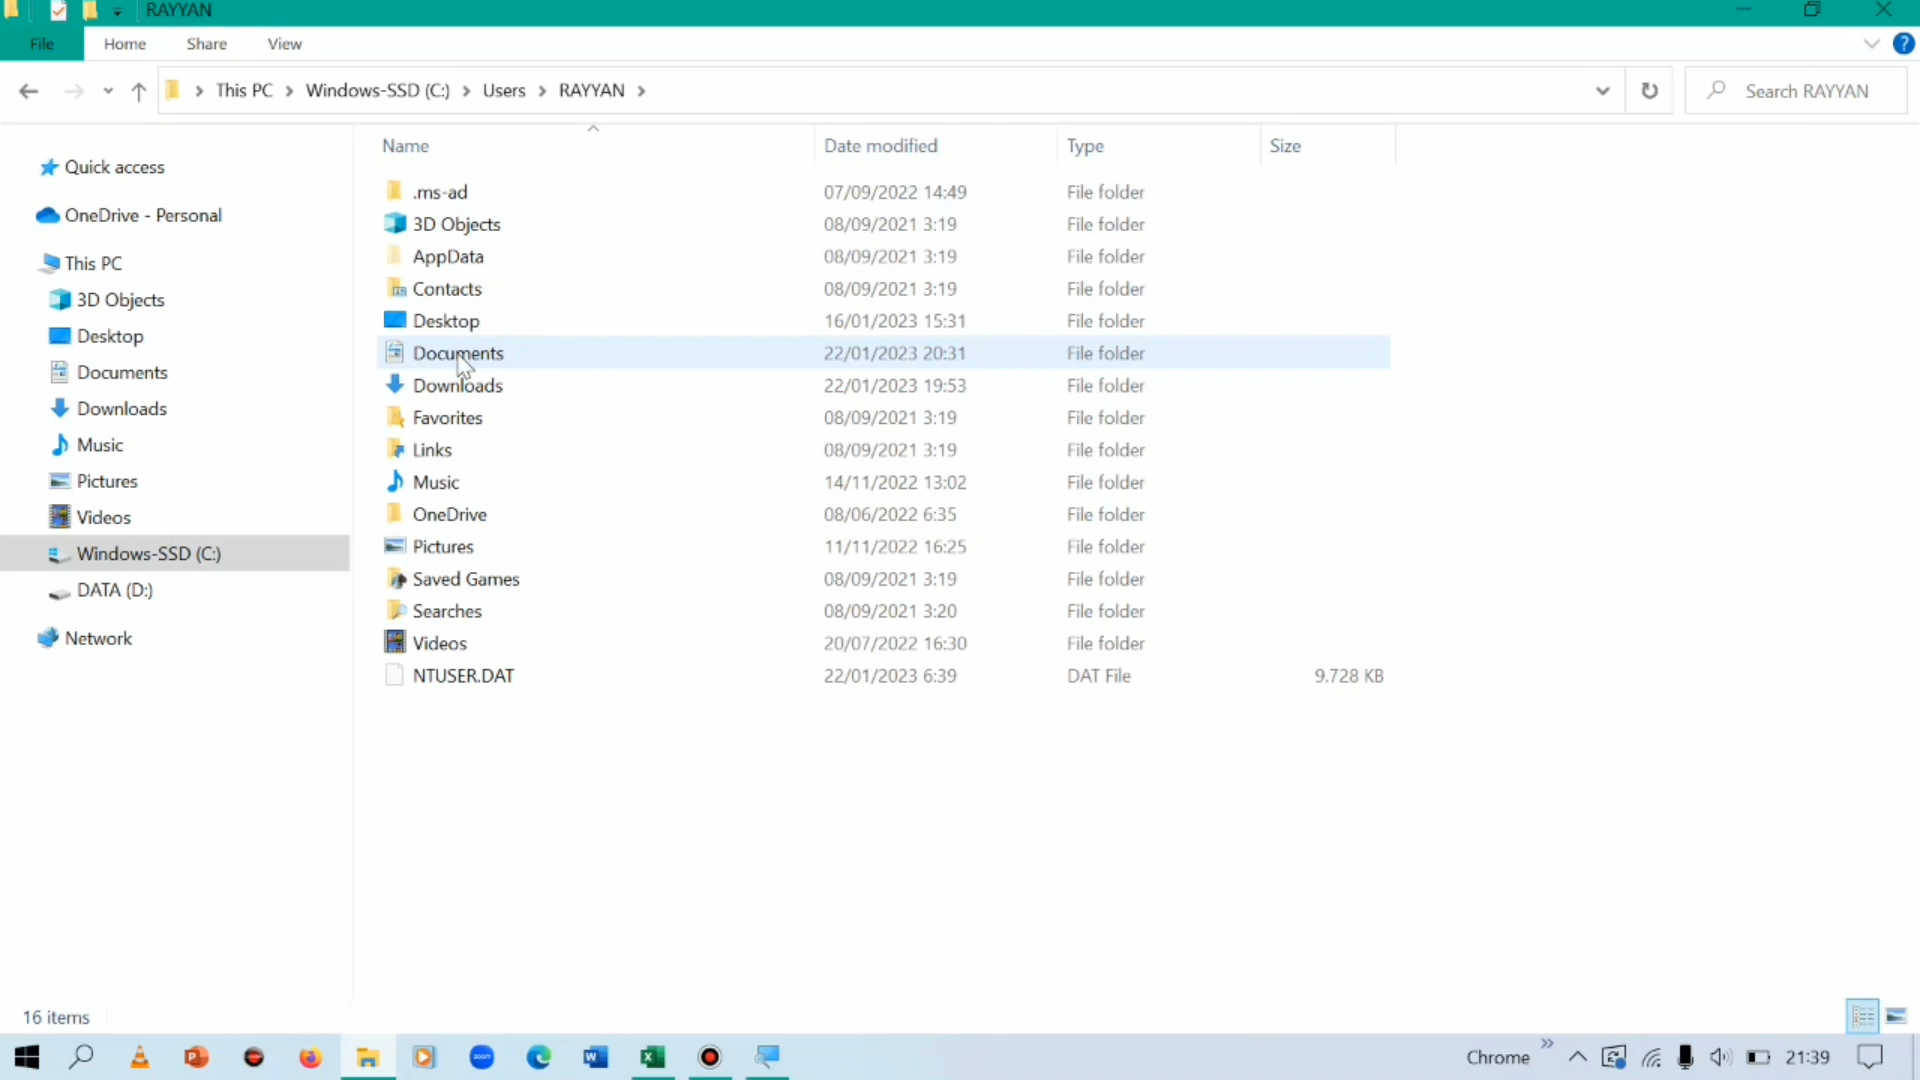 RAYYAN
File Home Share View
This PC Windows-SSD (C:) Users RAYYAN Search RAYYAN
Name Date modified Type Size
Quick access
OneDrive - Personal
This PC
3D Objects
Desktop
Documents
Downloads
Music
Pictures
Videos
Windows-SSD (C:)
DATA (D:)
Network
.ms-ad 07/09/2022 14:49 File folder
3D Objects 08/09/2021 3:19 File folder
AppData 08/09/2021 3:19 File folder
Contacts 08/09/2021 3:19 File folder
Desktop 16/01/2023 15:31 File folder
Documents 22/01/2023 20:31 File folder
Downloads 22/01/2023 19:53 File folder
Favorites 08/09/2021 3:19 File folder
Links 08/09/2021 3:19 File folder
Music 14/11/2022 13:02 File folder
OneDrive 08/06/2022 6:35 File folder
Pictures 11/11/2022 16:25 File folder
Saved Games 08/09/2021 3:19 File folder
Searches 08/09/2021 3:20 File folder
Videos 20/07/2022 16:30 File folder
NTUSER.DAT 22/01/2023 6:39 DAT File 9.728 KB
16 items
zoom Chrome 21:39